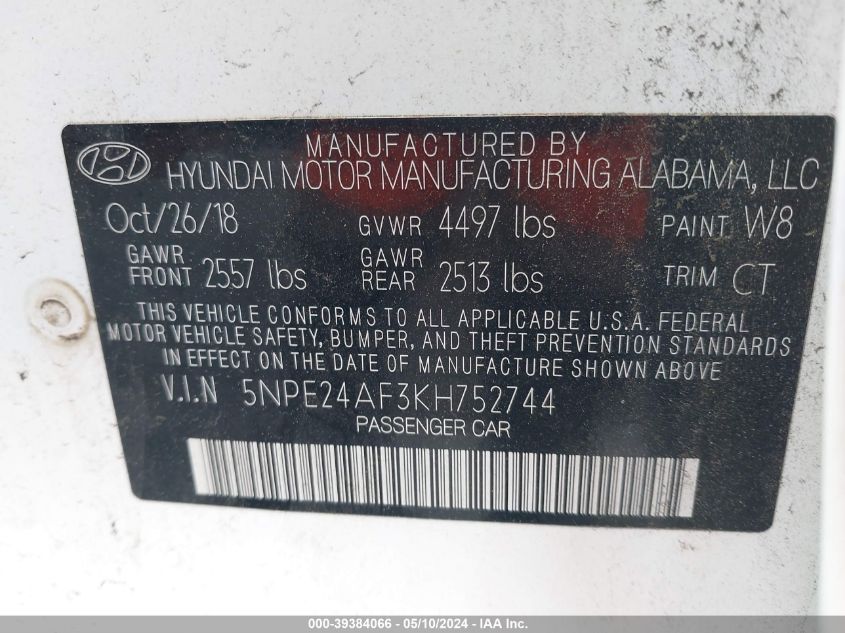 MANUFACTURED BY
HYUNDAI MOTOR MANUFACTURING ALABAMA, LLC
Oct/26/18 GVWR 4497 lbs PAINT W8
GAWR FRONT 2557 lbs GAWR REAR 2513 lbs TRIM CT
THIS VEHICLE CONFORMS TO ALL APPLICABLE U.S.A. FEDERAL
MOTOR VEHICLE SAFETY, BUMPER, AND THEFT PREVENTION STANDARDS
IN EFFECT ON THE DATE OF MANUFACTURE SHOWN ABOVE.
V.I.N 5NPE24AF3KH752744
PASSENGER CAR
000-39384066 - 05/10/2024 - IAA Inc.